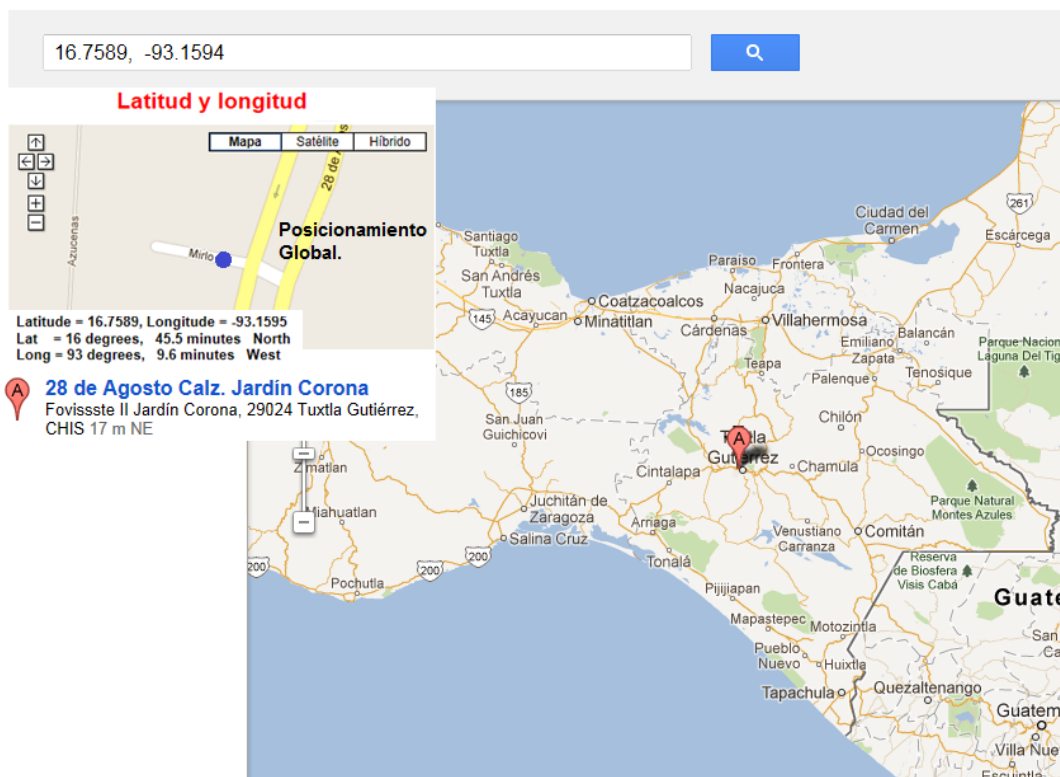 16.7589,  -93.1594
Latitud y longitud
Mapa
Satélite
Híbrido
28 de
Azucenas
Mirlo
Posicionamiento
Global.
Latitude = 16.7589, Longitude = -93.1595
Lat = 16 degrees, 45.5 minutes North
Long = 93 degrees, 9.6 minutes West
A
28 de Agosto Calz. Jardín Corona
Fovissste II Jardín Corona, 29024 Tuxtla Gutiérrez,
CHIS 17 m NE
261
Ciudad del
Carmen
Escárcega
Santiago
Tuxtla
San Andrés
Tuxtla
Paraiso
Frontera
Nacajuca
Coatzacoalcos
Acayucan
145
Minatitlan
Cárdenas
Villahermosa
Balancán
Emiliano
Zapata
Parque Nacion
Laguna Del Tig
Teapa
Palenque
Tenosique
185
San Juan
Guichicovi
Chilón
A
Gutiérrez
Ocosingo
Chamula
Cintalapa
Zimatlan
Miahuatlan
Juchitán de
Zaragoza
Salina Cruz
Arriaga
Parque Natural
Montes Azules
Venustiano
Carranza
Comitán
Tonalá
200
200
200
Pochutla
Reserva
de Biosfera
Visis Cabá
Pijijiapan
Guate
Mapastepec
Motozintla
San
Ca
Pueblo
Nuevo
Huixtla
Tapachula
Quezaltenango
Guatem
Villa Nue
Escuintla